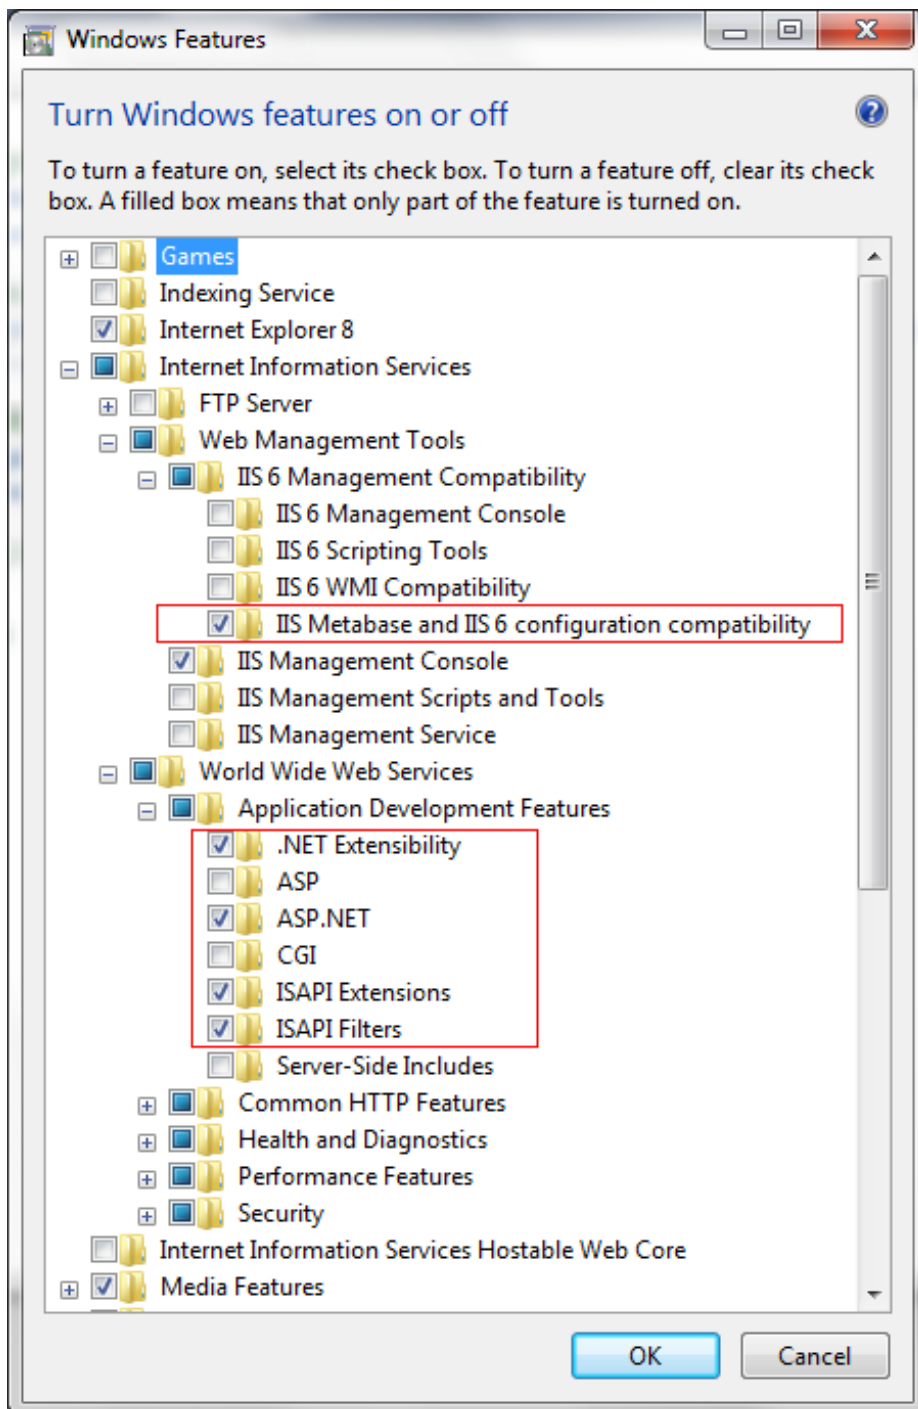 Windows Features
Turn Windows features on or off
To turn a feature on, select its check box. To turn a feature off, clear its check
box. A filled box means that only part of the feature is turned on.
Games
Indexing Service
Internet Explorer 8
Internet Information Services
FTP Server
Web Management Tools
IIS 6 Management Compatibility
IIS 6 Management Console
IIS 6 Scripting Tools
IIS 6 WMI Compatibility
IIS Metabase and IIS 6 configuration compatibility
IIS Management Console
IIS Management Scripts and Tools
IIS Management Service
World Wide Web Services
Application Development Features
.NET Extensibility
ASP
ASP.NET
CGI
ISAPI Extensions
ISAPI Filters
Server-Side Includes
Common HTTP Features
Health and Diagnostics
Performance Features
Security
Internet Information Services Hostable Web Core
Media Features
OK Cancel